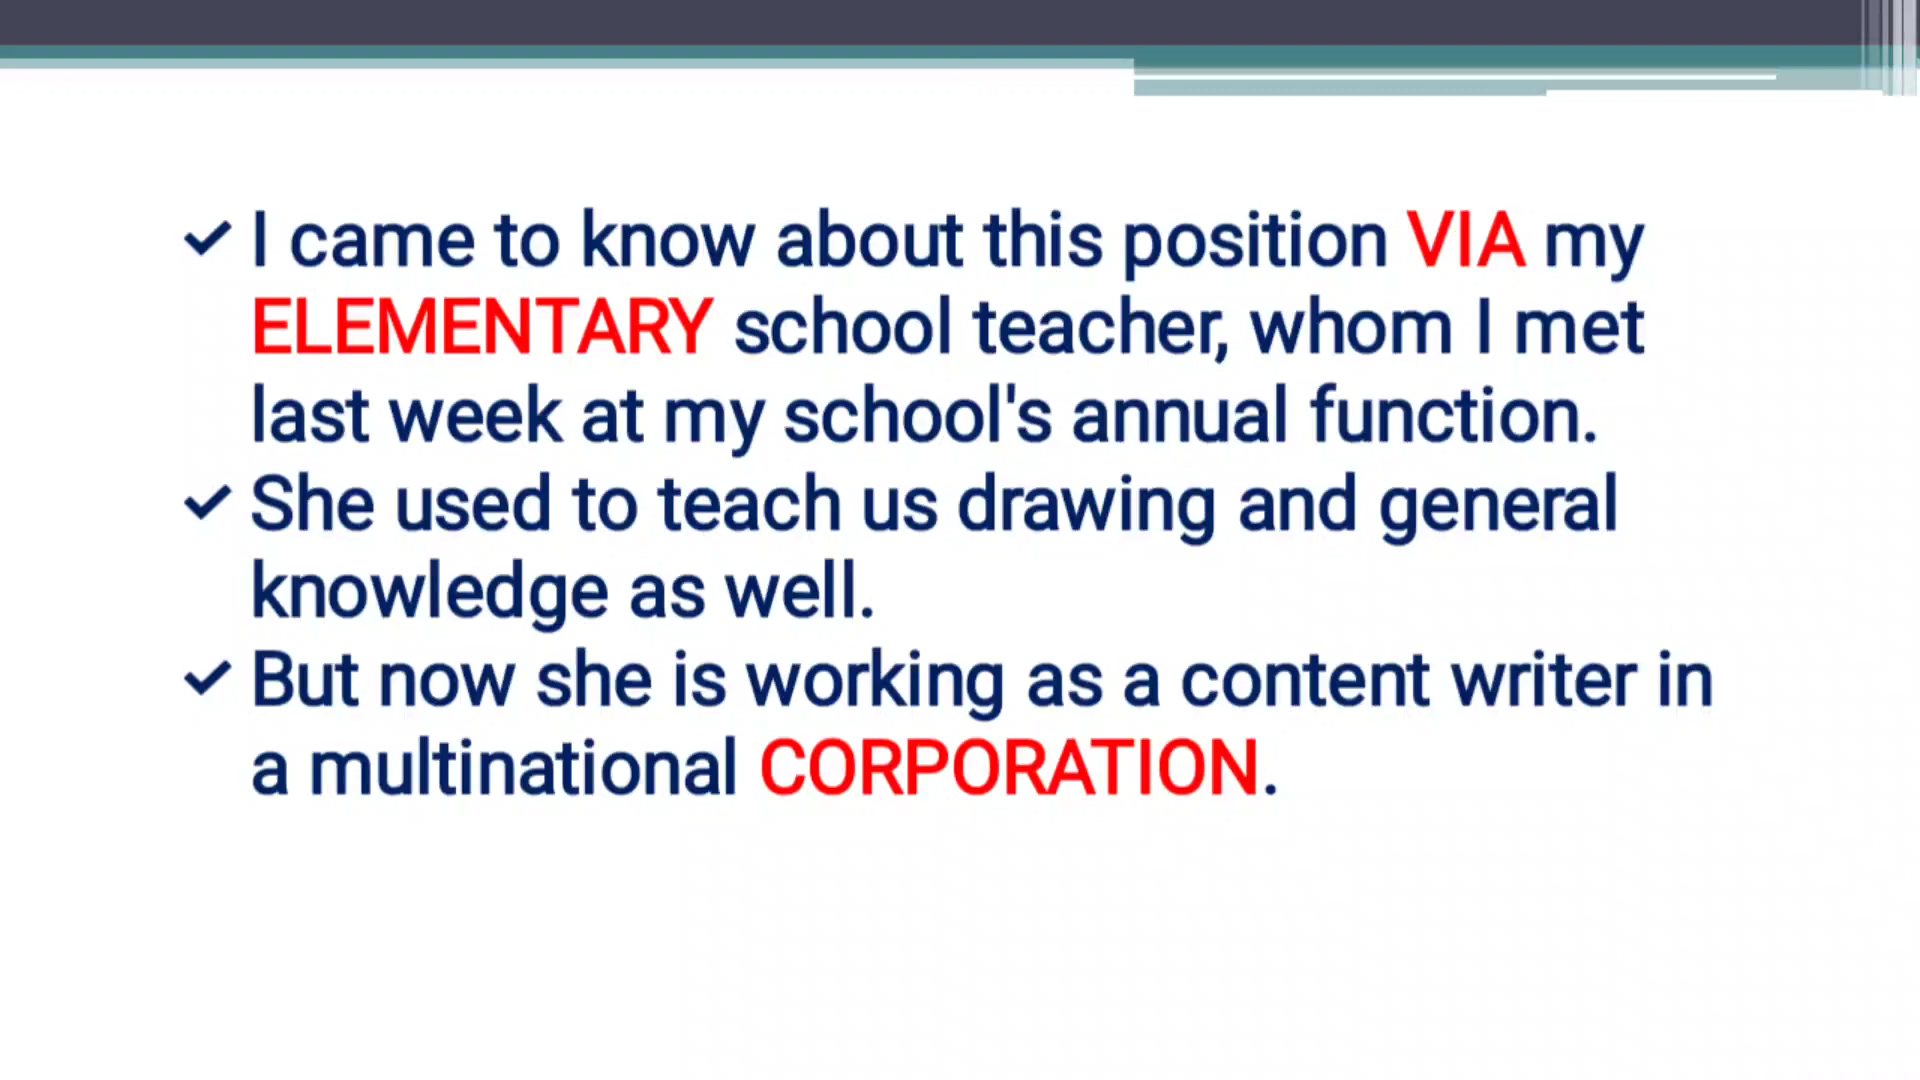 I came to know about this position VIA my
ELEMENTARY school teacher, whom I met
last week at my school's annual function.
She used to teach us drawing and general
knowledge as well.
But now she is working as a content writer in
a multinational CORPORATION.